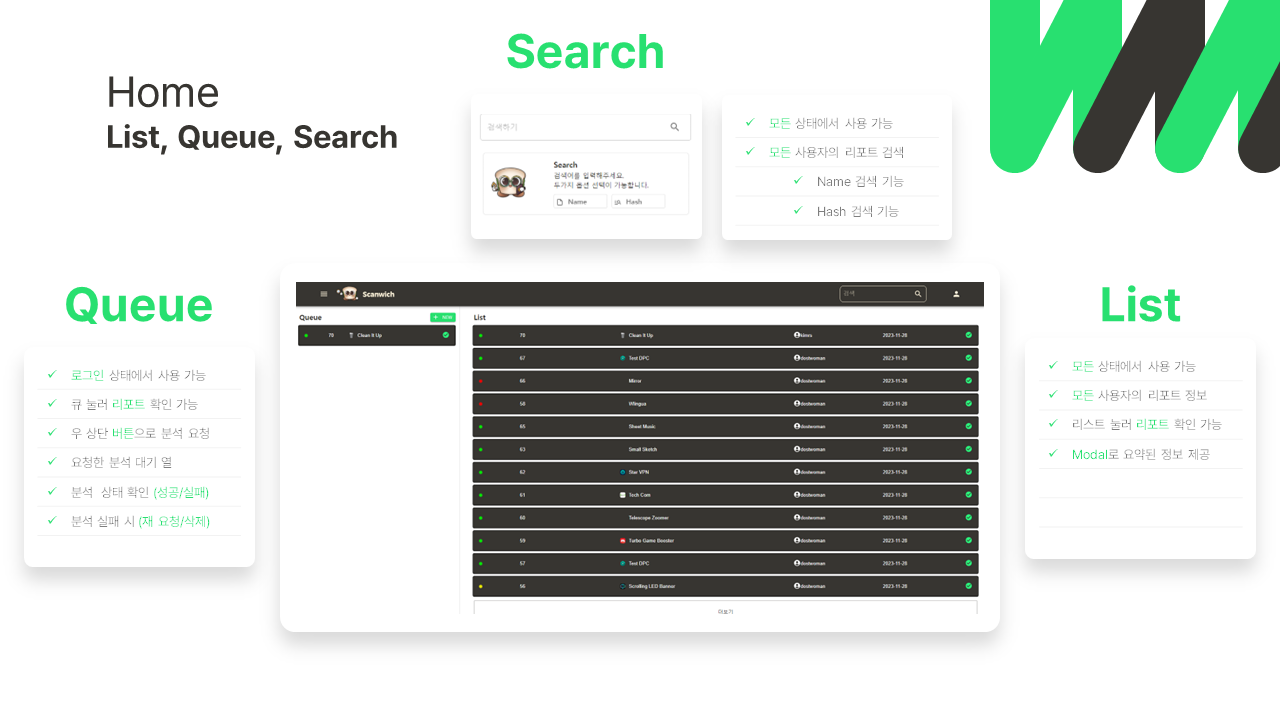 Home
List, Queue, Search
Search
검색하기
Search
검색어를 입력해주세요.
두가지 옵션 선택이 가능합니다.
Name
Hash
모든 상태에서 사용 가능
모든 사용자의 리포트 검색
Name 검색 기능
Hash 검색 기능
Queue
로그인 상태에서 사용 가능
큐 눌러 리포트 확인 가능
우 상단 버튼으로 분석 요청
요청한 분석 대기 열
분석 상태 확인 (성공/실패)
분석 실패 시 (재 요청/삭제)
Scanwich
검색
Queue
+ NEW
70 Clean It Up
List
70 Clean It Up kimro 2023-11-28
67 Test DPC dostwoman 2023-11-28
66 Mirror dostwoman 2023-11-28
58 Wlingua dostwoman 2023-11-28
65 Sheet Music dostwoman 2023-11-28
63 Small Sketch dostwoman 2023-11-28
62 Star VPN dostwoman 2023-11-28
61 Tech Com dostwoman 2023-11-28
60 Telescope Zoomer dostwoman 2023-11-28
59 Turbo Game Booster dostwoman 2023-11-28
57 Test DPC dostwoman 2023-11-28
56 Scrolling LED Banner dostwoman 2023-11-28
더보기
List
모든 상태에서 사용 가능
모든 사용자의 리포트 정보
리스트 눌러 리포트 확인 가능
Modal로 요약된 정보 제공